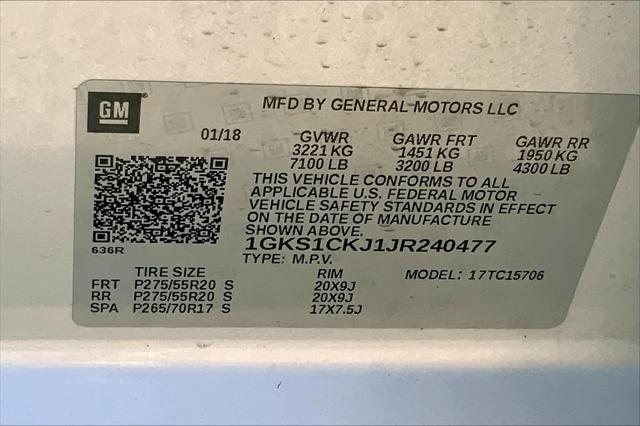 GM
MFD BY GENERAL MOTORS LLC
01/18 GVWR GAWR FRT GAWR RR
3221 KG 1451 KG 1950 KG
7100 LB 3200 LB 4300 LB
THIS VEHICLE CONFORMS TO ALL
APPLICABLE U.S. FEDERAL MOTOR
VEHICLE SAFETY STANDARDS IN EFFECT
ON THE DATE OF MANUFACTURE
SHOWN ABOVE.
636R
1GKS1CKJ1JR240477
TYPE: M.P.V.
TIRE SIZE RIM MODEL: 17TC15706
FRT P275/55R20 S 20X9J
RR P275/55R20 S 20X9J
SPA P265/70R17 S 17X7.5J